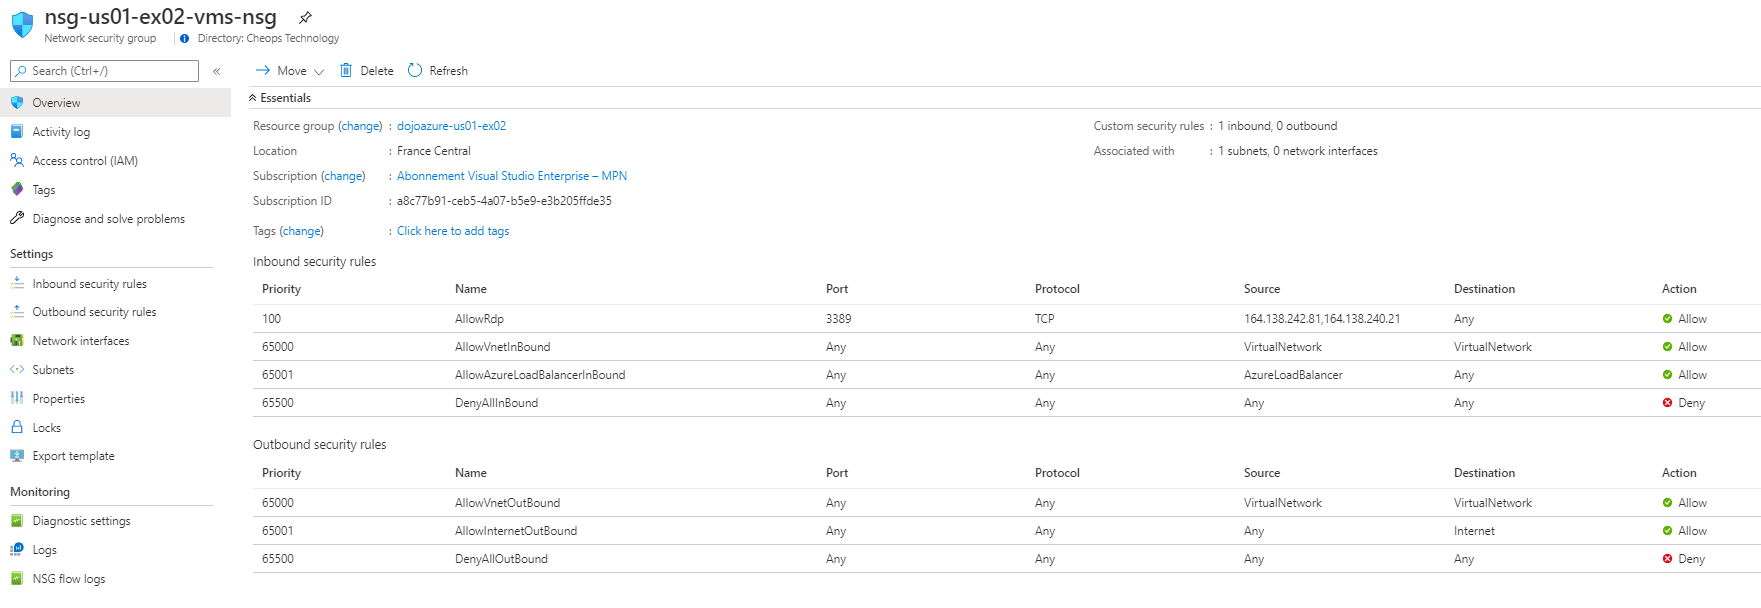 nsg-us01-ex02-vms-nsg
Network security group Directory: Cheops Technology
Search (Ctrl+/) «
Overview
Activity log
Access control (IAM)
Tags
Diagnose and solve problems
Settings
Inbound security rules
Outbound security rules
Network interfaces
Subnets
Properties
Locks
Export template
Monitoring
Diagnostic settings
Logs
NSG flow logs
Move Delete Refresh
Essentials
Resource group (change) : dojoazure-us01-ex02
Location : France Central
Subscription (change) : Abonnement Visual Studio Enterprise – MPN
Subscription ID : a8c77b91-ceb5-4a07-b5e9-e3b205ffde35
Tags (change) : Click here to add tags
Custom security rules : 1 inbound, 0 outbound
Associated with : 1 subnets, 0 network interfaces
Inbound security rules
Priority Name Port Protocol Source Destination Action
100 AllowRdp 3389 TCP 164.138.242.81,164.138.240.21 Any Allow
65000 AllowVnetInBound Any Any VirtualNetwork VirtualNetwork Allow
65001 AllowAzureLoadBalancerInBound Any Any AzureLoadBalancer Any Allow
65500 DenyAllInBound Any Any Any Any Deny
Outbound security rules
Priority Name Port Protocol Source Destination Action
65000 AllowVnetOutBound Any Any VirtualNetwork VirtualNetwork Allow
65001 AllowInternetOutBound Any Any Any Internet Allow
65500 DenyAllOutBound Any Any Any Any Deny